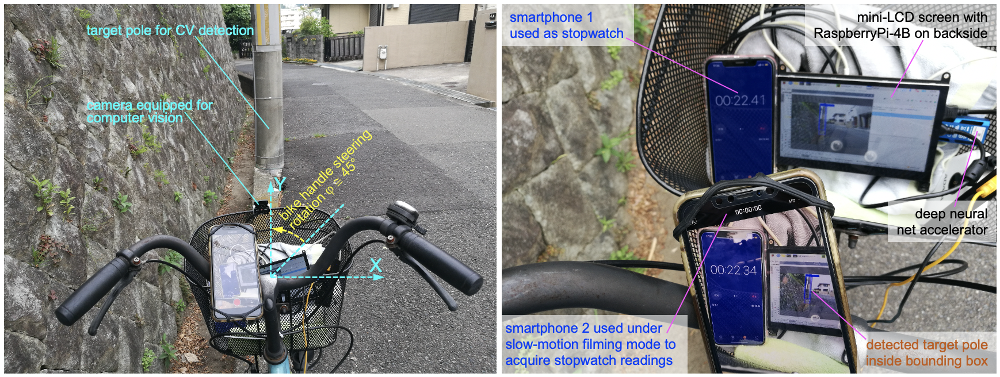 target pole for CV detection
camera equipped for
computer vision
bike handle steering
rotation φ ≅ 45°
Y
X
smartphone 1
used as stopwatch
mini-LCD screen with
RaspberryPi-4B on backside
00:22.41
00:00:00
HD
17:54
00:22.34
deep neural
net accelerator
smartphone 2 used under
slow-motion filming mode to
acquire stopwatch readings
detected target pole
inside bounding box